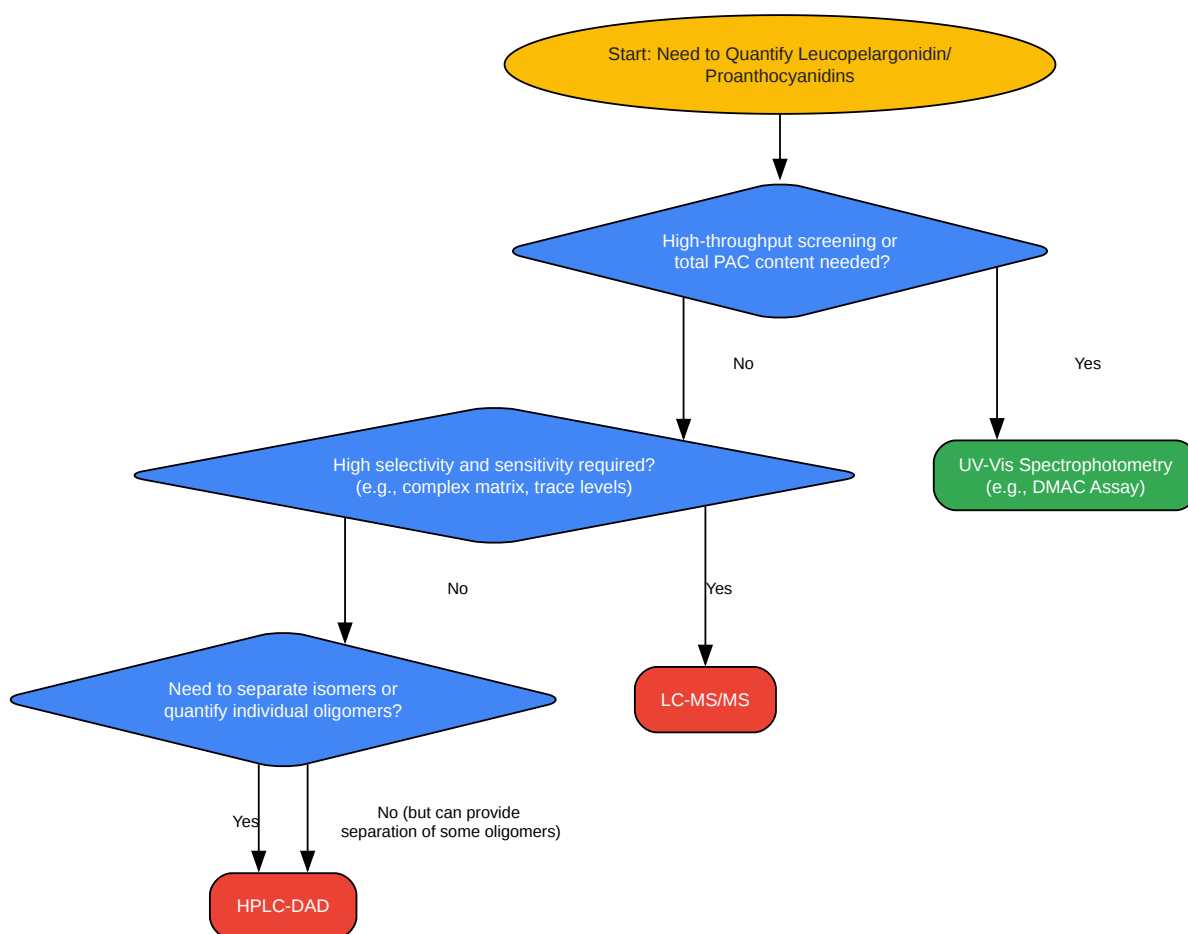 Start: Need to Quantify Leucopelargonidin/
Proanthocyanidins
High-throughput screening or
total PAC content needed?
No
Yes
High selectivity and sensitivity required?
(e.g., complex matrix, trace levels)
UV-Vis Spectrophotometry
(e.g., DMAC Assay)
No
Yes
Need to separate isomers or
quantify individual oligomers?
LC-MS/MS
Yes
No (but can provide
separation of some oligomers)
HPLC-DAD